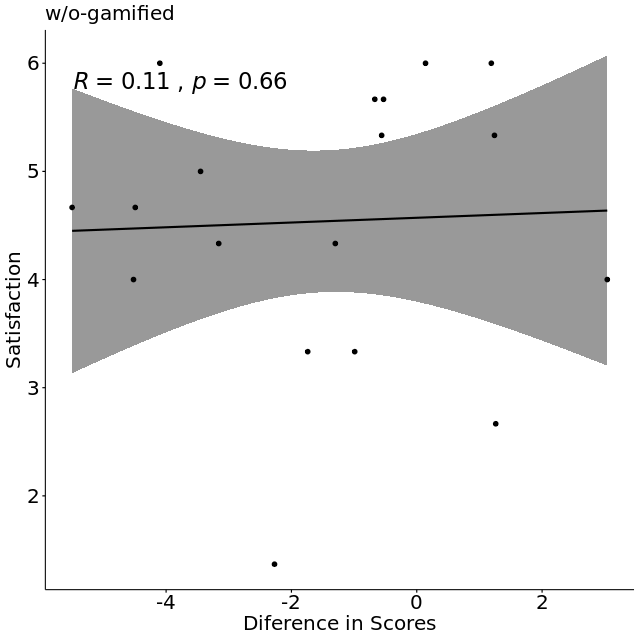 w/o-gamified
R = 0.11 , p = 0.66
6
5
4
3
2
Satisfaction
-4 -2 0 2
Diference in Scores